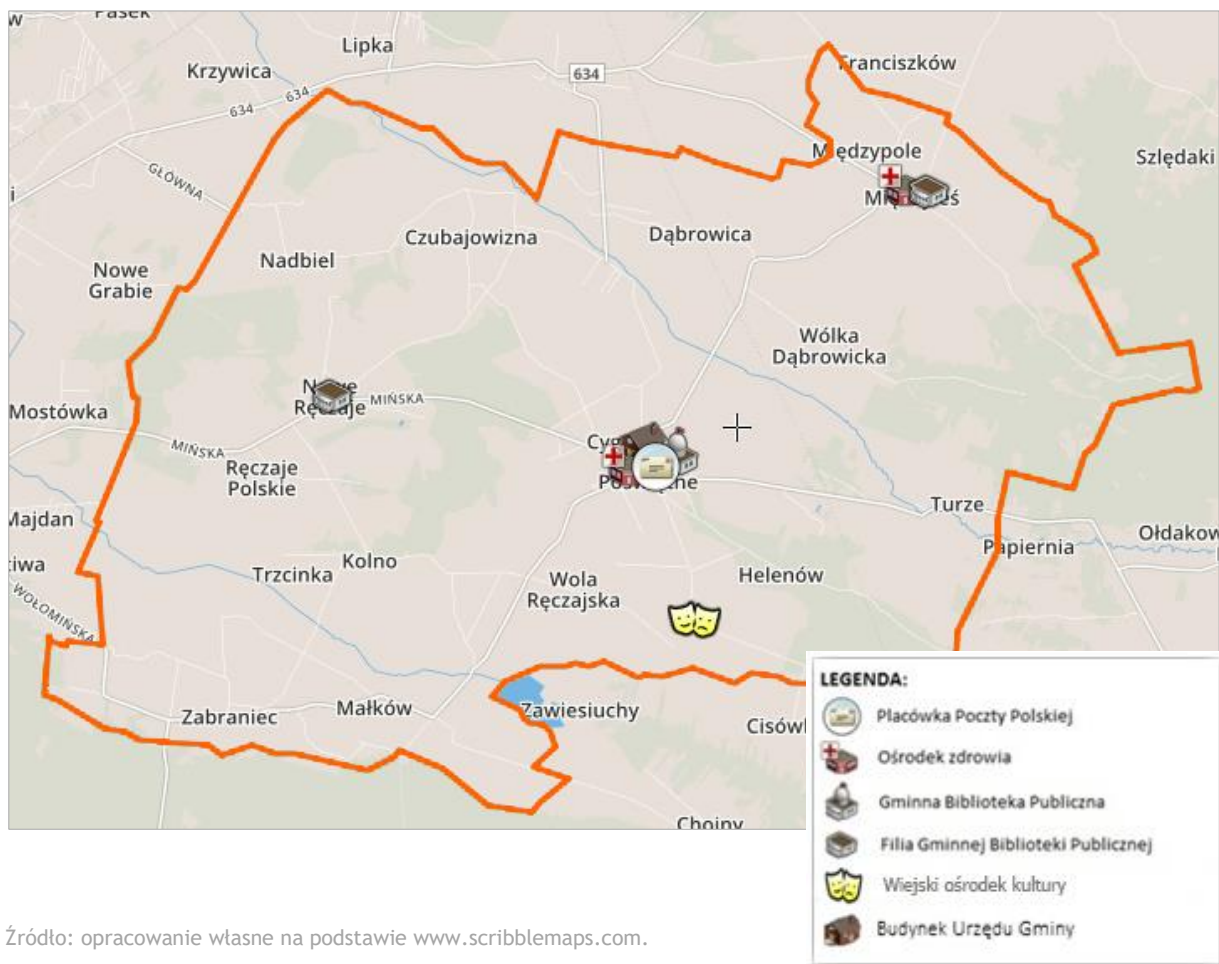 Pasek
w
Lipka
Krzywica
634
Franciszków
634
634
Międzypole
Szlędaki
GŁÓWNA
i
Dąbrowica
Czubajowizna
Nadbiel
Nowe
Grabie
Wólka
Dąbrowicka
MIŃSKA
Mostówka
MIŃSKA
Ręczaje
Polskie
Turze
Majdan
Papiernia
Ołdakow
Kolno
Trzcinka
Helenów
Wola
Ręczajska
WOŁOMIŃSKA
Zabraniec
Małków
Zawiesiuchy
Cisów
Choiny
LEGENDA:
Placówka Poczty Polskiej
Ośrodek zdrowia
Gminna Biblioteka Publiczna
Filia Gminnej Biblioteki Publicznej
Wiejski ośrodek kultury
Budynek Urzędu Gminy
Źródło: opracowanie własne na podstawie www.scribblemaps.com.